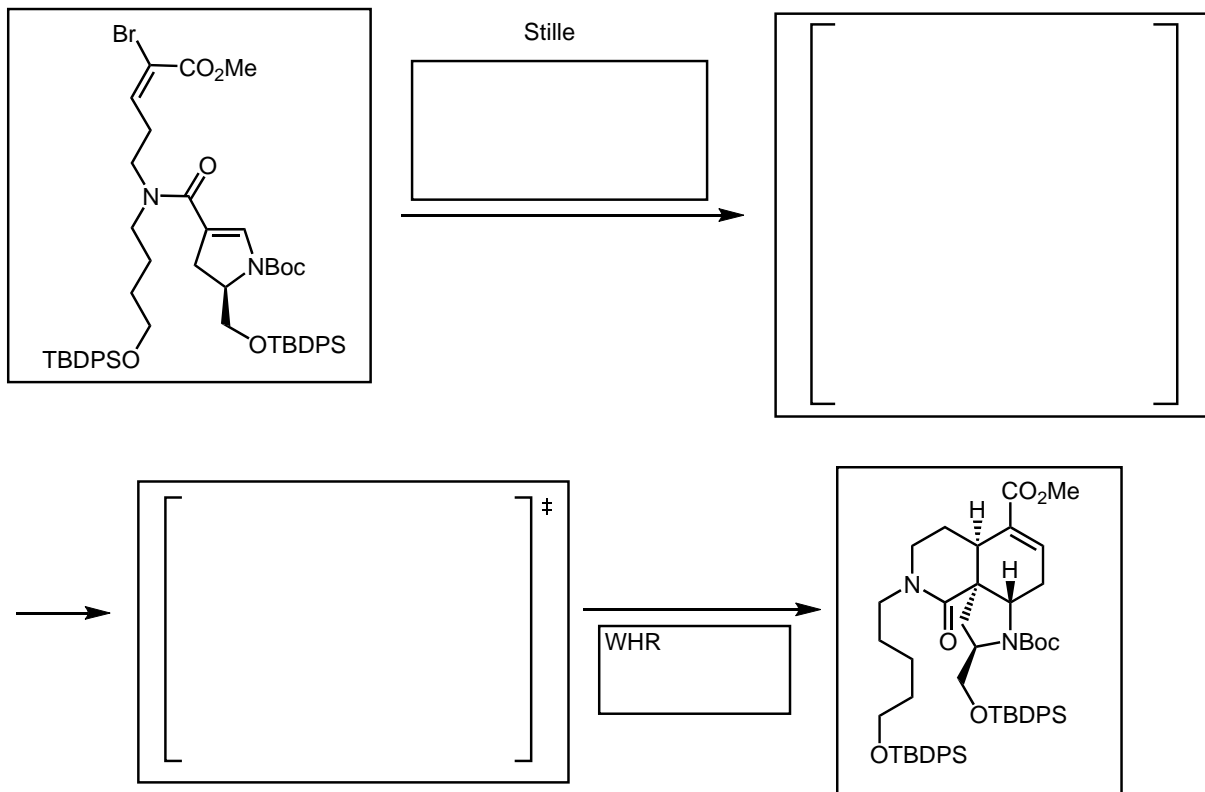 Br
CO2Me
Stille
O
N
NBoc
OTBDPS
TBDPSO
‡
CO2Me
H
H
WHR
N
O
NBoc
OTBDPS
OTBDPS